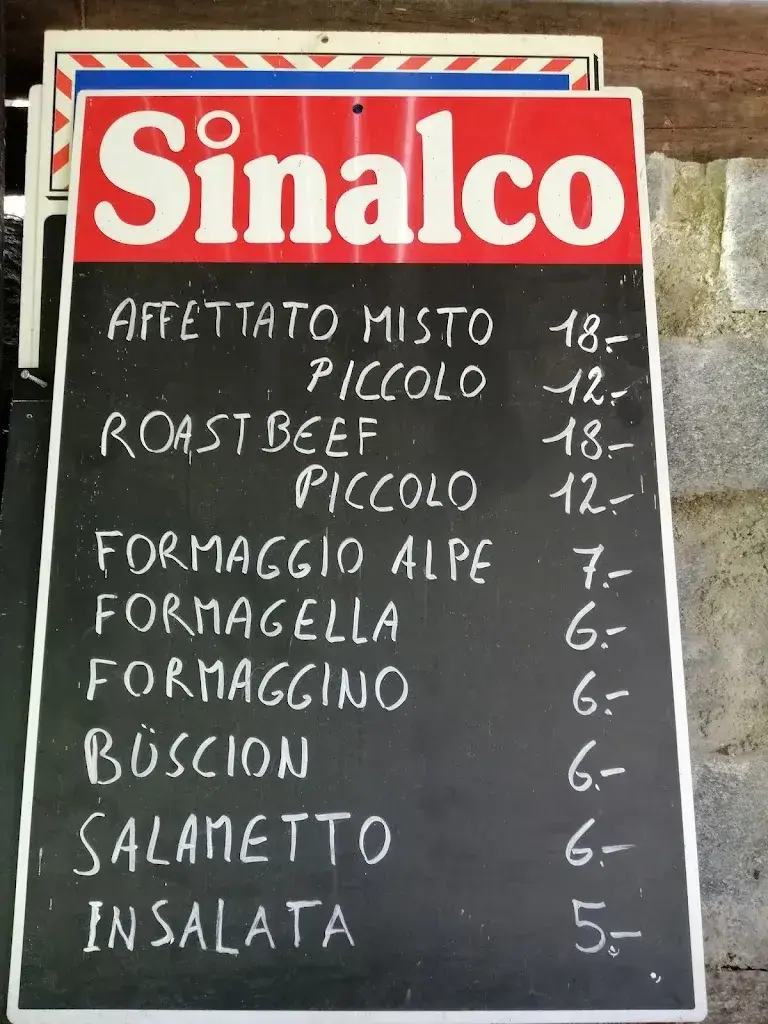 Sinalco
AFFETTATO MISTO 18.-
PICCOLO 12.-
ROASTBEEF 18.-
PICCOLO 12.-
FORMAGGIO ALPE 7.-
FORMAGELLA 6.-
FORMAGGINO 6.-
BÜSCION 6.-
SALAMETTO 6.-
INSALATA 5.-